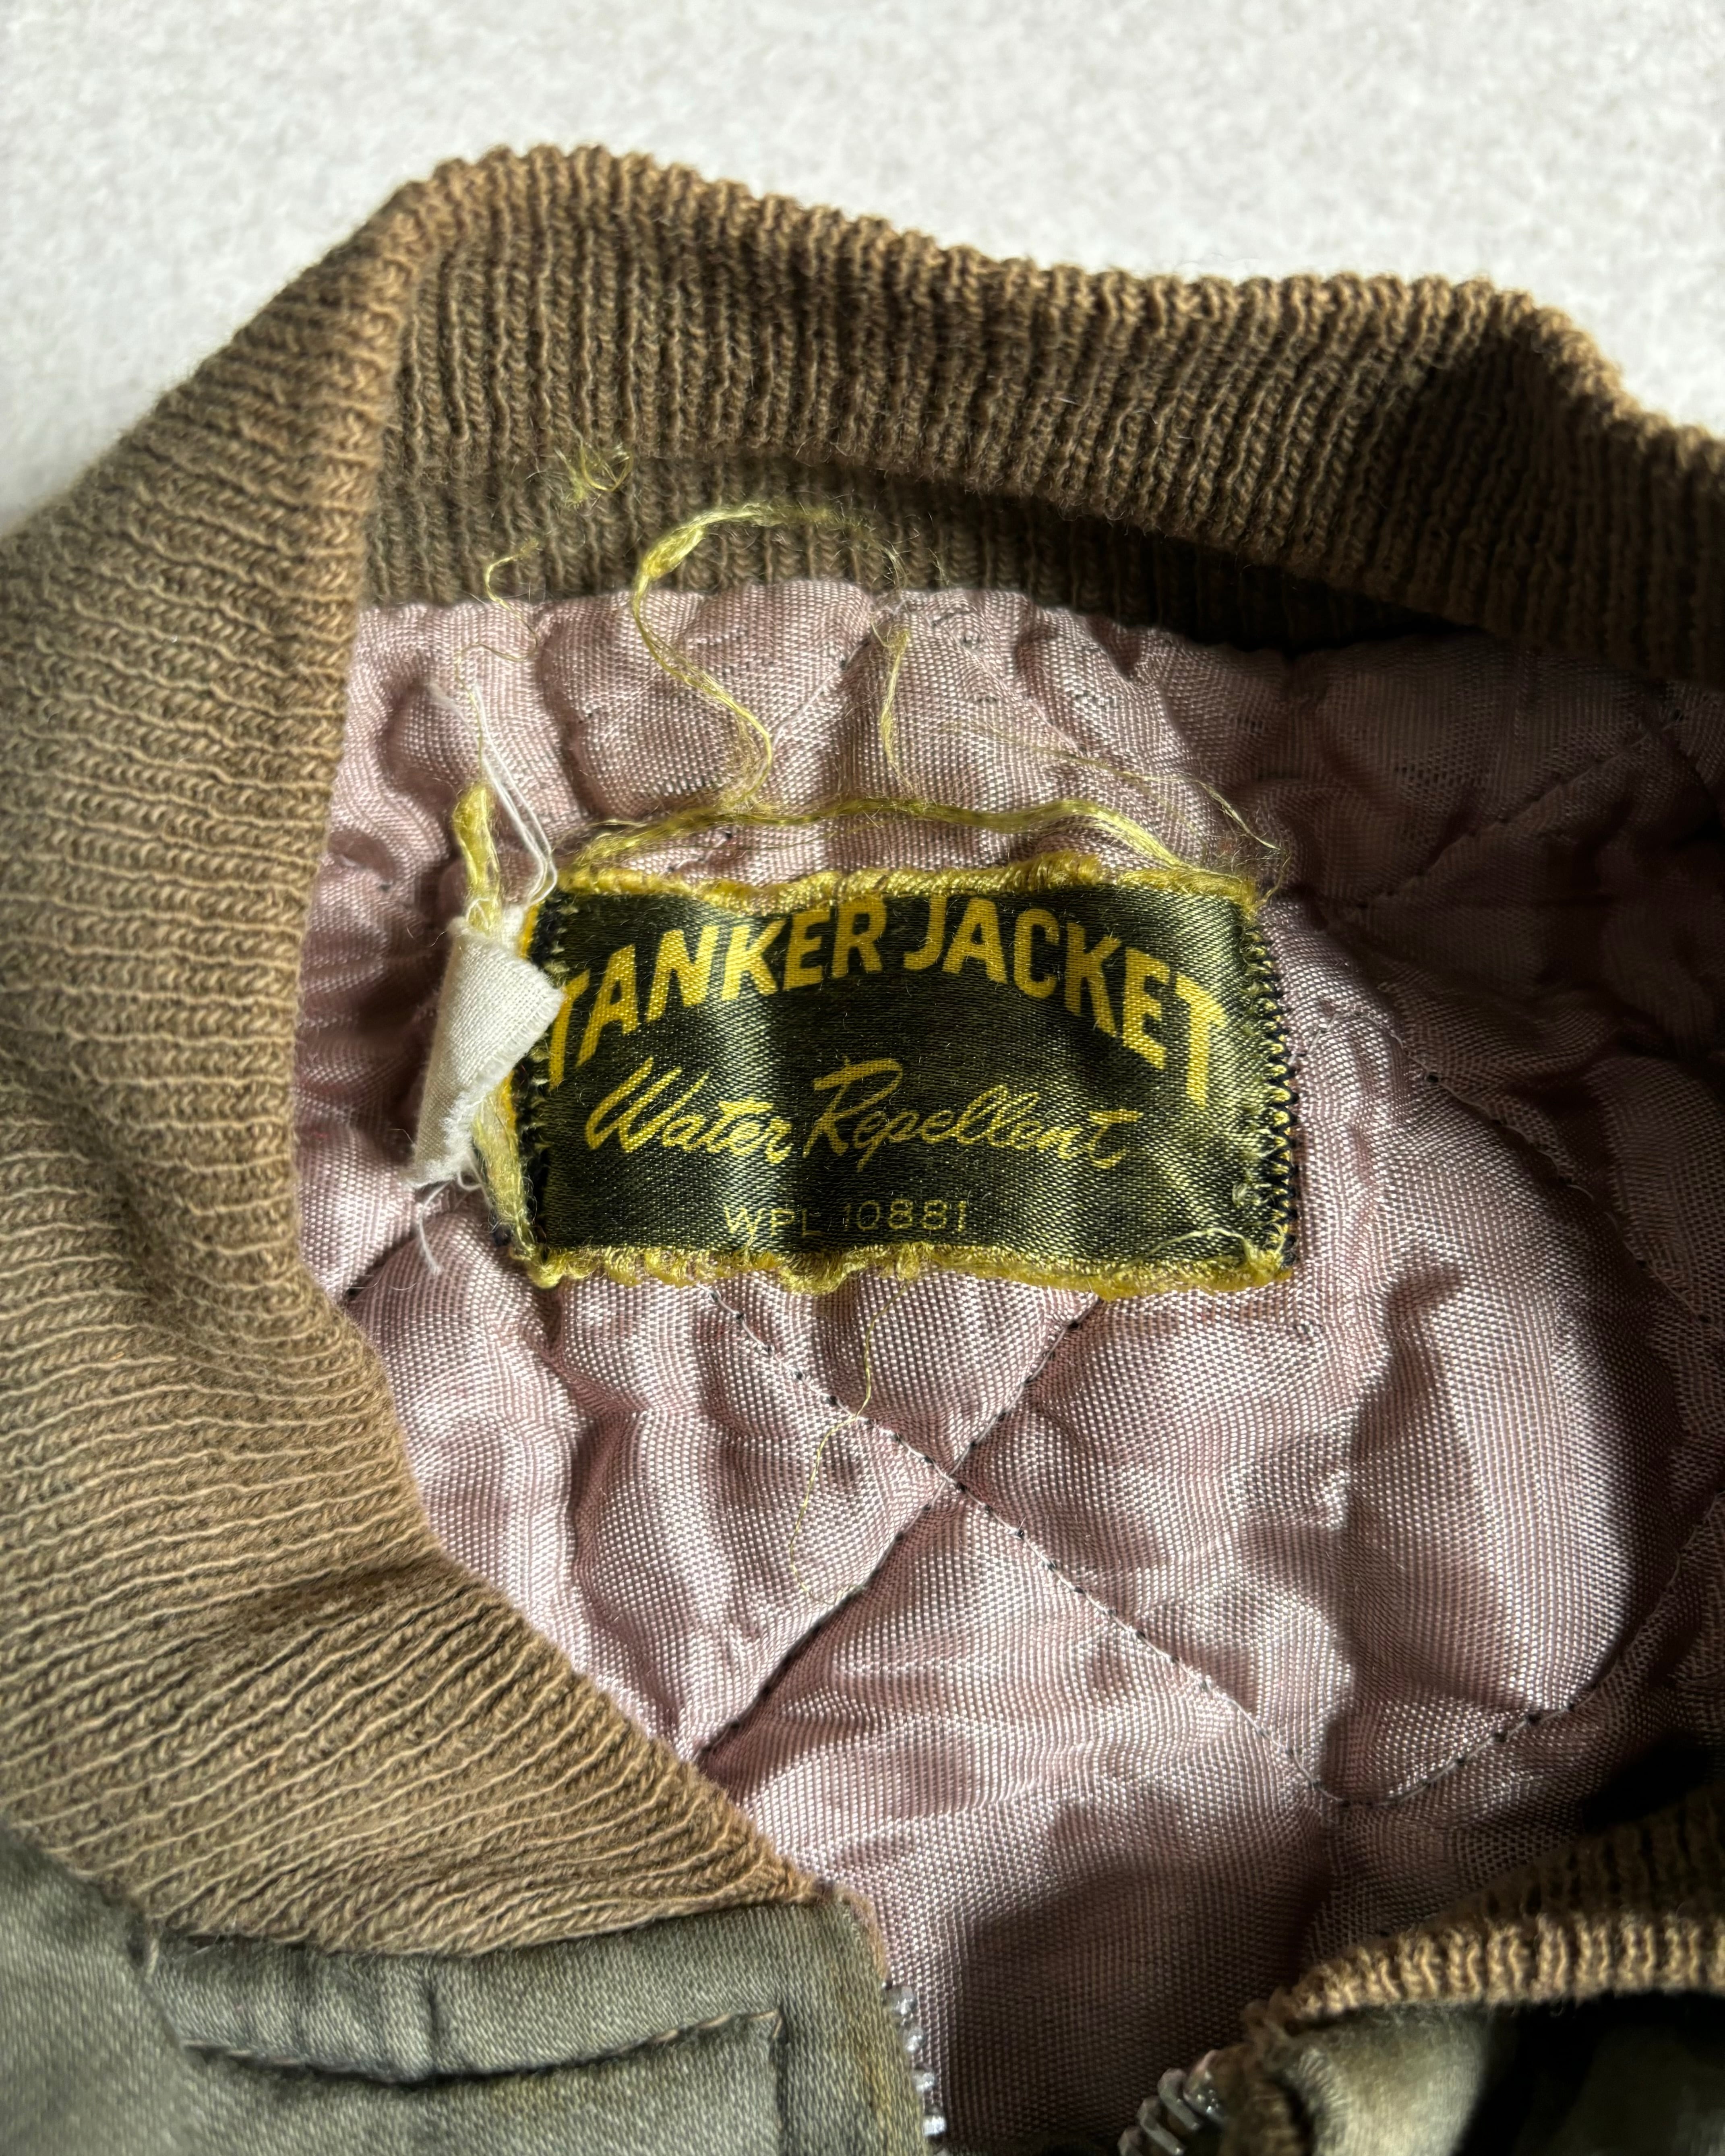 TANKER JACKET
Water Repellent
WPL 10881